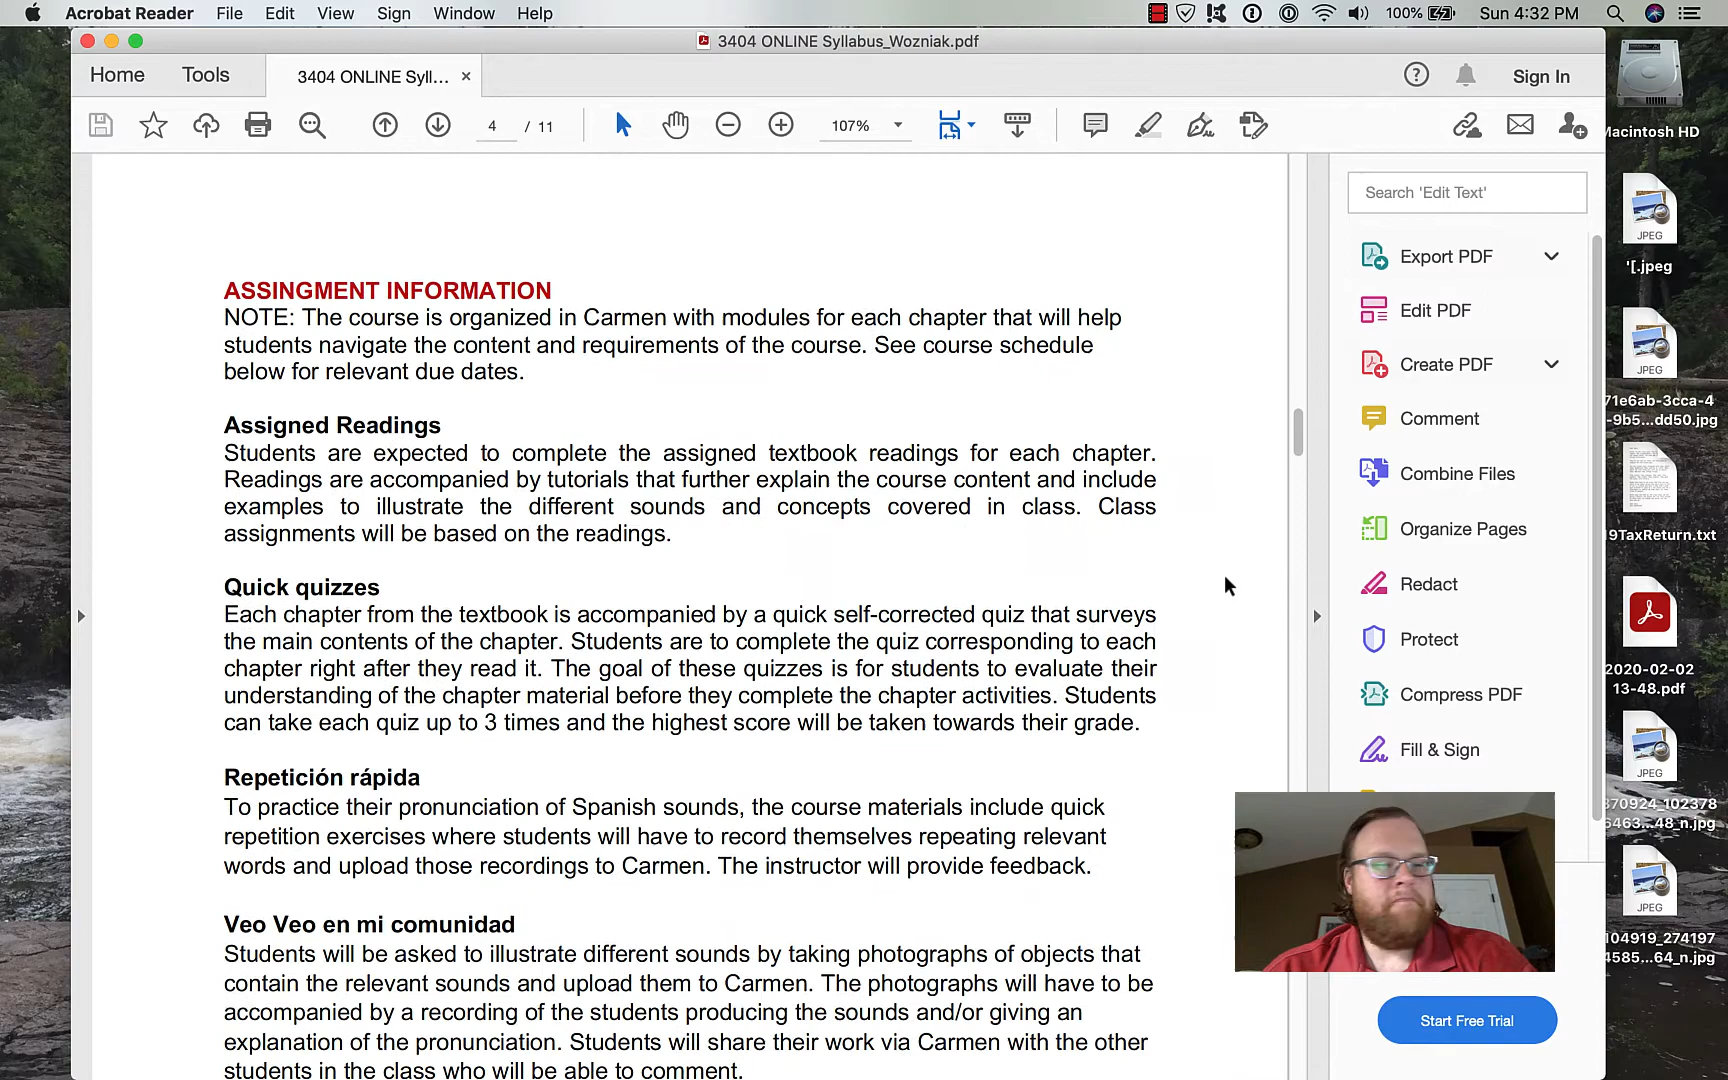 Acrobat Reader File Edit View Sign Window Help 100% Sun 4:32 PM
3404 ONLINE Syllabus_Wozniak.pdf
Home Tools 3404 ONLINE Syll... × Sign In
4 / 11 107%
Search 'Edit Text'
Export PDF
Edit PDF
Create PDF
Comment
Combine Files
Organize Pages
Redact
Protect
Compress PDF
Fill & Sign
Start Free Trial
ASSINGMENT INFORMATION
NOTE: The course is organized in Carmen with modules for each chapter that will help
students navigate the content and requirements of the course. See course schedule
below for relevant due dates.
Assigned Readings
Students are expected to complete the assigned textbook readings for each chapter.
Readings are accompanied by tutorials that further explain the course content and include
examples to illustrate the different sounds and concepts covered in class. Class
assignments will be based on the readings.
Quick quizzes
Each chapter from the textbook is accompanied by a quick self-corrected quiz that surveys
the main contents of the chapter. Students are to complete the quiz corresponding to each
chapter right after they read it. The goal of these quizzes is for students to evaluate their
understanding of the chapter material before they complete the chapter activities. Students
can take each quiz up to 3 times and the highest score will be taken towards their grade.
Repetición rápida
To practice their pronunciation of Spanish sounds, the course materials include quick
repetition exercises where students will have to record themselves repeating relevant
words and upload those recordings to Carmen. The instructor will provide feedback.
Veo Veo en mi comunidad
Students will be asked to illustrate different sounds by taking photographs of objects that
contain the relevant sounds and upload them to Carmen. The photographs will have to be
accompanied by a recording of the students producing the sounds and/or giving an
explanation of the pronunciation. Students will share their work via Carmen with the other
students in the class who will be able to comment.
Macintosh HD
JPEG
'[.jpeg
JPEG
71e6ab-3cca-4
-9b5...dd50.jpg
19TaxReturn.txt
2020-02-02
13-48.pdf
JPEG
370924_102378
6463...48_n.jpg
JPEG
104919_274197
4585...64_n.jpg